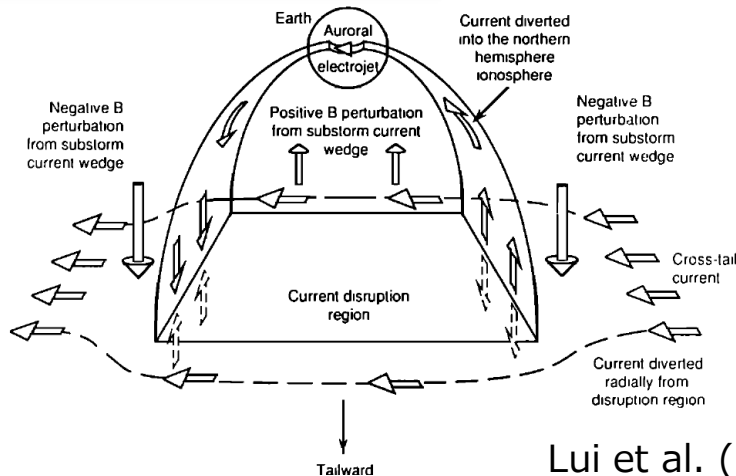 Earth
Auroral
electrojet
Current diverted
into the northern
hemisphere
ionosphere
Negative B
perturbation
from substorm
current wedge
Positive B perturbation
from substorm current
wedge
Negative B
perturbation
from substorm
current wedge
Cross-tail
current
Current disruption
region
Current diverted
radially from
disruption region
Tailward
Lui et al. (